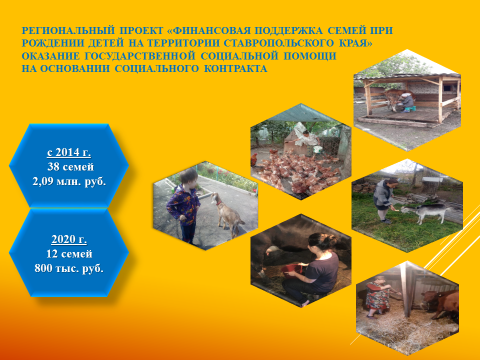 РЕГИОНАЛЬНЫЙ ПРОЕКТ «ФИНАНСОВАЯ ПОДДЕРЖКА СЕМЕЙ ПРИ
РОЖДЕНИИ ДЕТЕЙ НА ТЕРРИТОРИИ СТАВРОПОЛЬСКОГО КРАЯ»
ОКАЗАНИЕ ГОСУДАРСТВЕННОЙ СОЦИАЛЬНОЙ ПОМОЩИ
НА ОСНОВАНИИ СОЦИАЛЬНОГО КОНТРАКТА
с 2014 г.
38 семей
2,09 млн. руб.
2020 г.
12 семей
800 тыс. руб.